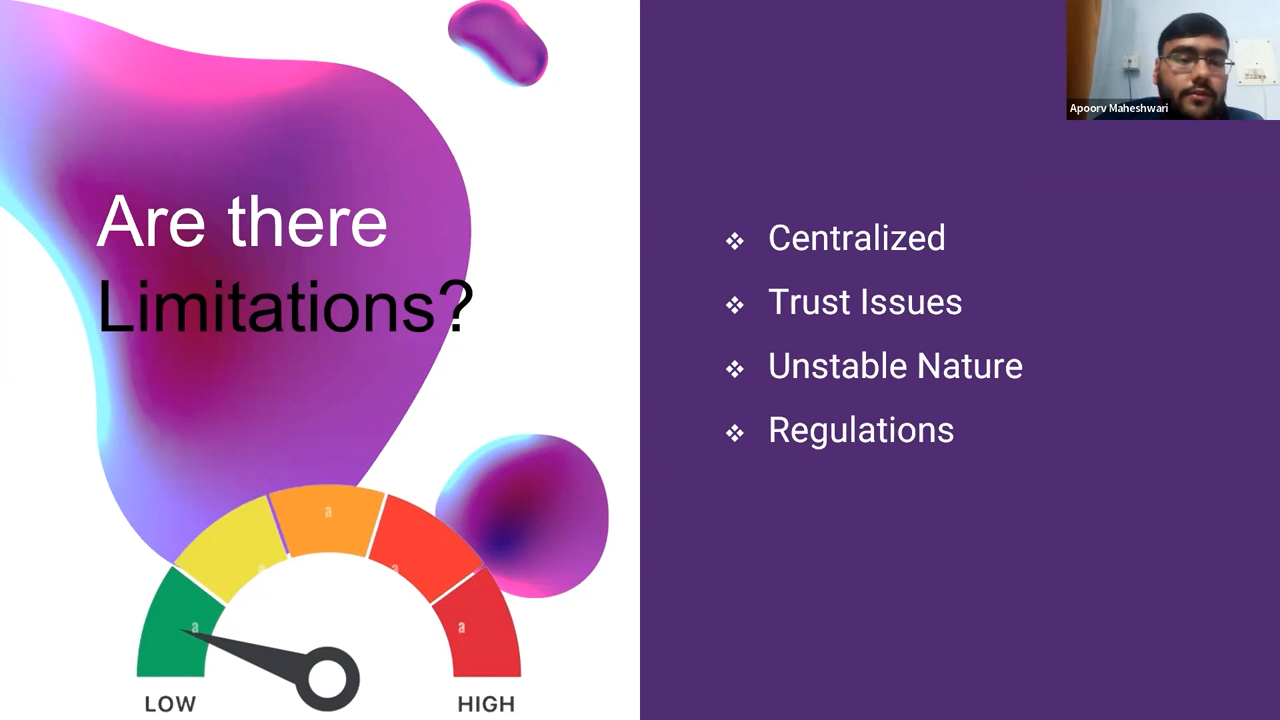 Are there
Limitations?
❖ Centralized
❖ Trust Issues
❖ Unstable Nature
❖ Regulations
Apoorv Maheshwari
a
a
a
a
LOW
HIGH